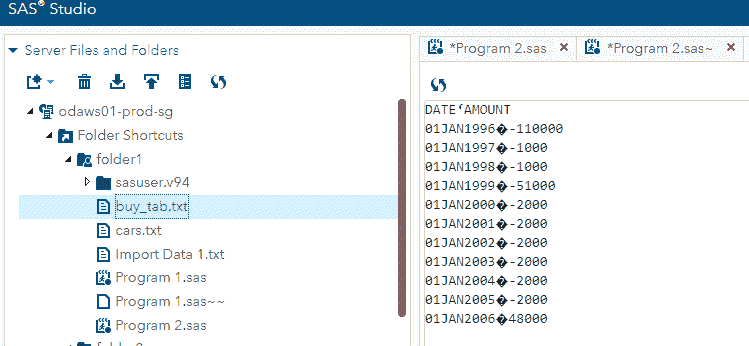 SAS® Studio
Server Files and Folders
odaws01-prod-sg
Folder Shortcuts
folder1
sasuser.v94
buy_tab.txt
cars.txt
Import Data 1.txt
Program 1.sas
Program 1.sas~~
Program 2.sas
*Program 2.sas
*Program 2.sas~
DATE‘AMOUNT
01JAN1996�-110000
01JAN1997�-1000
01JAN1998�-1000
01JAN1999�-51000
01JAN2000�-2000
01JAN2001�-2000
01JAN2002�-2000
01JAN2003�-2000
01JAN2004�-2000
01JAN2005�-2000
01JAN2006�48000